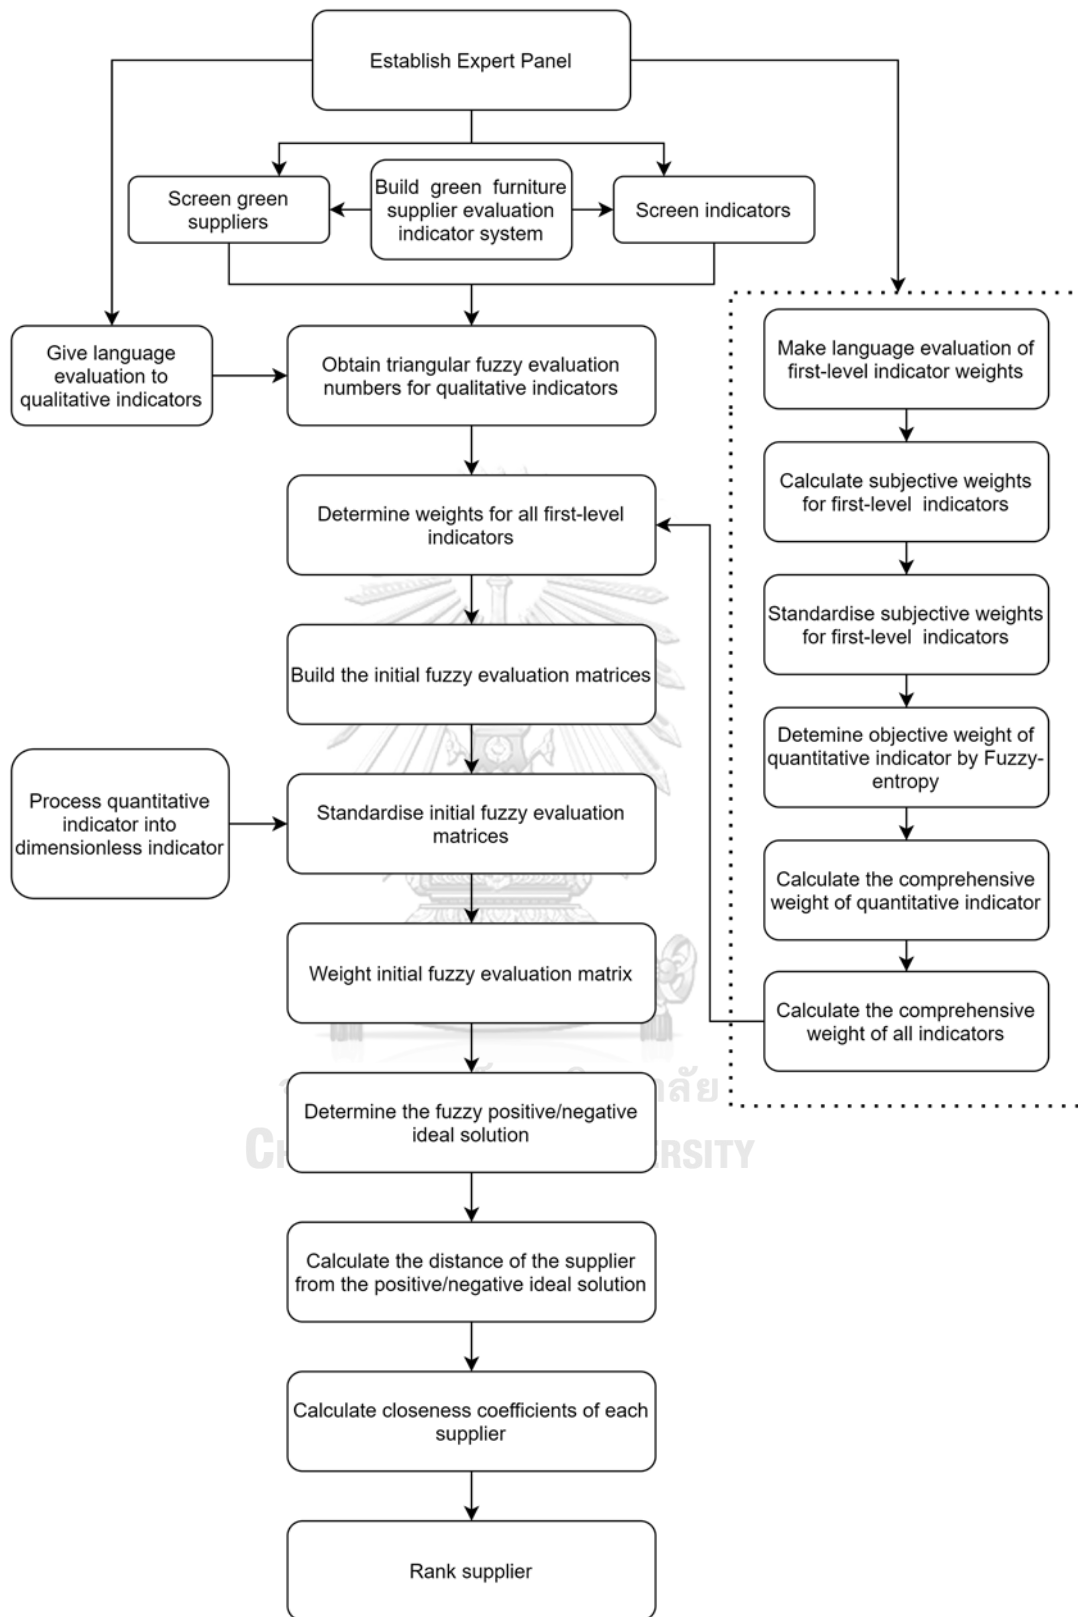 Establish Expert Panel
Screen green
suppliers
Build green furniture
supplier evaluation
indicator system
Screen indicators
Give language
evaluation to
qualitative indicators
Obtain triangular fuzzy evaluation
numbers for qualitative indicators
Make language evaluation of
first-level indicator weights
Calculate subjective weights
for first-level indicators
Determine weights for all first-level
indicators
Standardise subjective weights
for first-level indicators
Build the initial fuzzy evaluation matrices
Detemine objective weight of
quantitative indicator by Fuzzy-
entropy
Process quantitative
indicator into
dimensionless indicator
Standardise initial fuzzy evaluation
matrices
Calculate the comprehensive
weight of quantitative indicator
Weight initial fuzzy evaluation matrix
Calculate the comprehensive
weight of all indicators
Determine the fuzzy positive/negative
ideal solution
Calculate the distance of the supplier
from the positive/negative ideal solution
Calculate closeness coefficients of each
supplier
Rank supplier